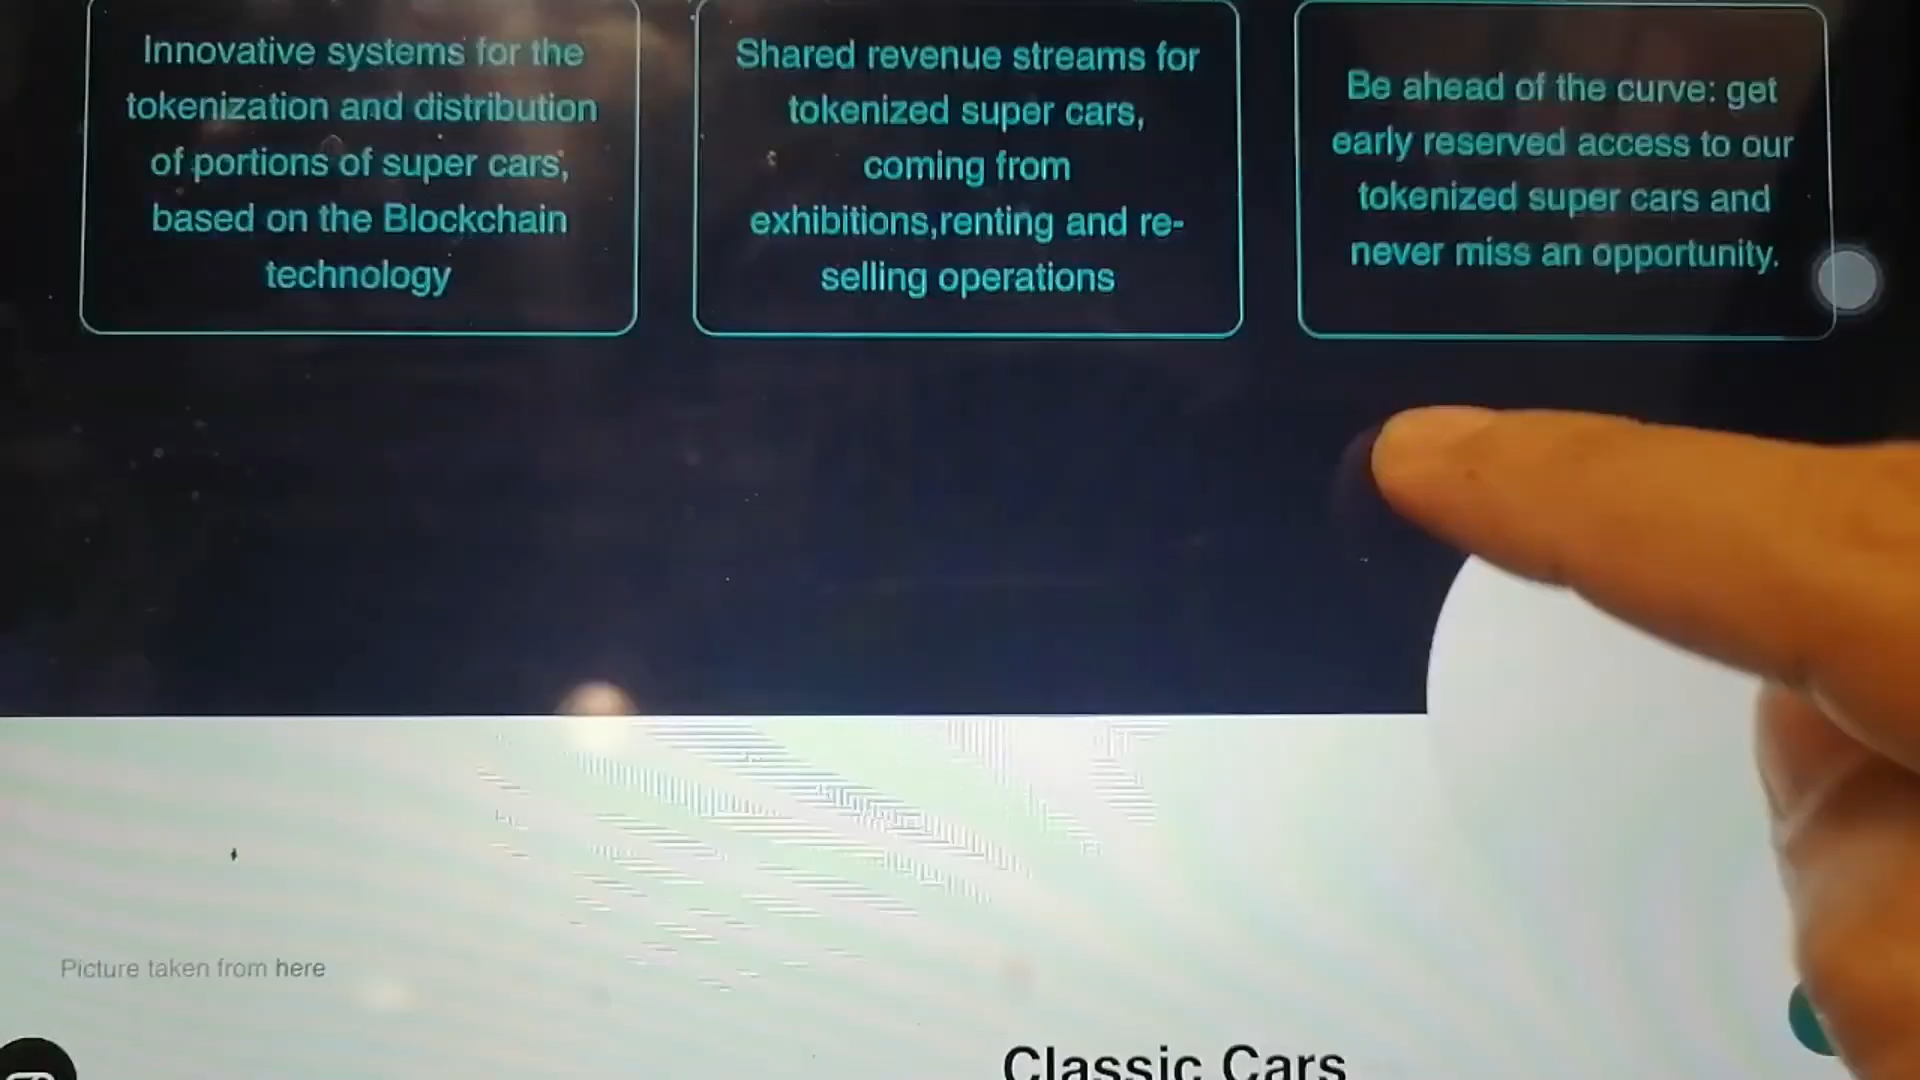 Innovative systems for the
tokenization and distribution
of portions of super cars,
based on the Blockchain
technology
Shared revenue streams for
tokenized super cars,
coming from
exhibitions,renting and re-
selling operations
Be ahead of the curve: get
early reserved access to our
tokenized super cars and
never miss an opportunity.
Picture taken from here
Classic Cars